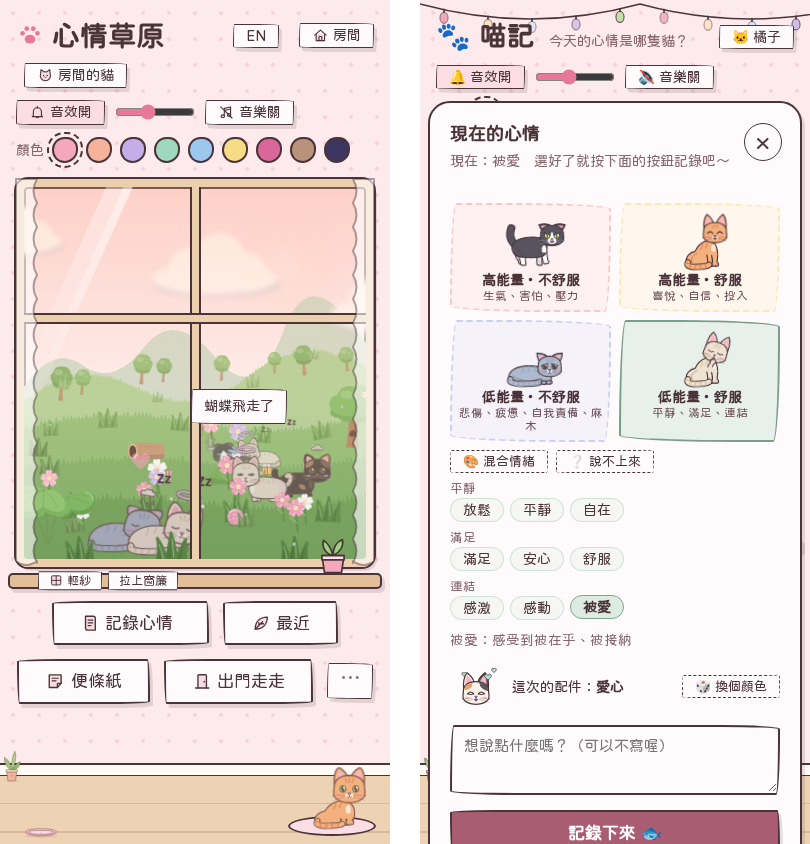 心情草原
EN
房間
房間的貓
音效開
音樂關
顏色
蝴蝶飛走了
zz
Zz
zz
輕紗
拉上窗簾
記錄心情
最近
便條紙
出門走走
...
喵記
今天的心情是哪隻貓？
橘子
音效開
音樂關
現在的心情
現在：被愛　選好了就按下面的按鈕記錄吧～
高能量・不舒服
生氣、害怕、壓力
高能量・舒服
喜悅、自信、投入
低能量・不舒服
悲傷、疲憊、自我責備、麻
木
低能量・舒服
平靜、滿足、連結
混合情緒
說不上來
平靜
放鬆
平靜
自在
滿足
滿足
安心
舒服
連結
感激
感動
被愛
被愛：感受到被在乎、被接納
這次的配件：愛心
換個顏色
想說點什麼嗎？（可以不寫喔）
記錄下來